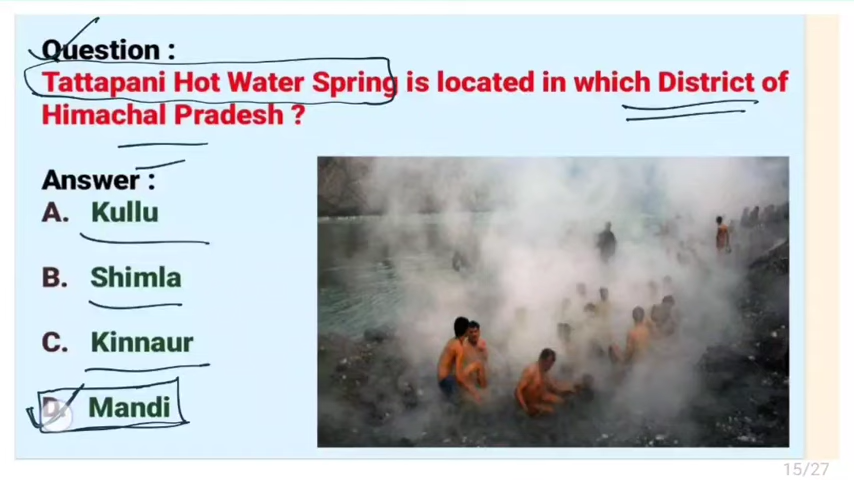 Question :
Tattapani Hot Water Spring is located in which District of
Himachal Pradesh ?
Answer :
A. Kullu
B. Shimla
C. Kinnaur
D. Mandi
15/27